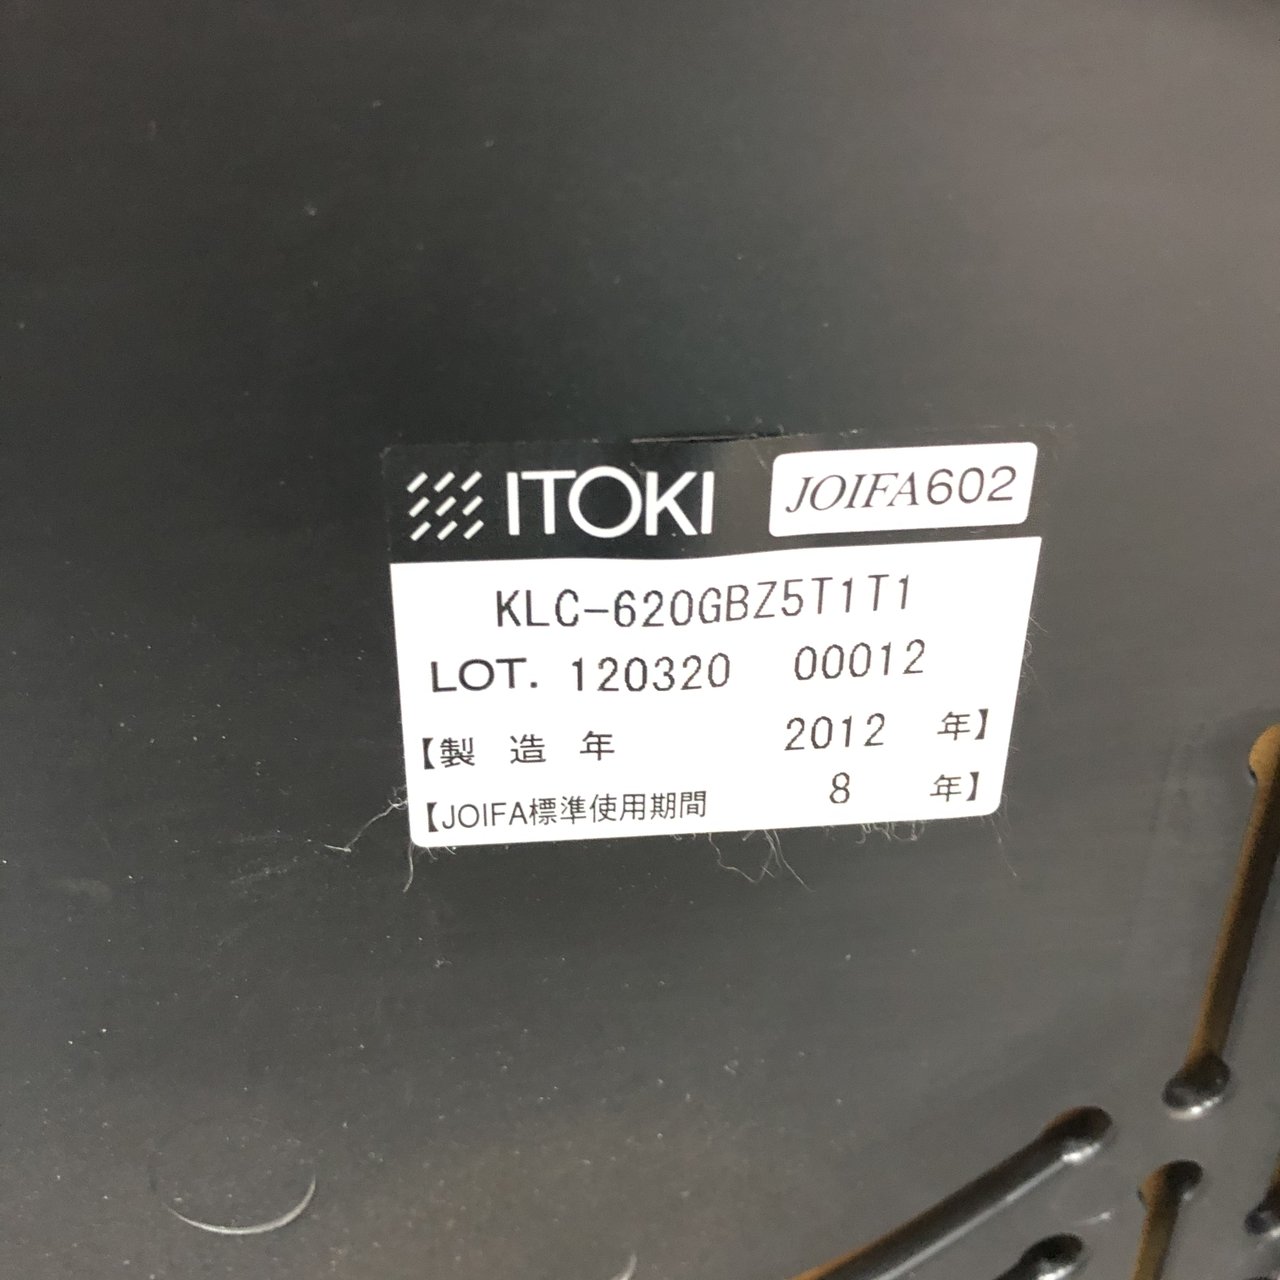 ITOKI JOIFA602
KLC-620GBZ5T1T1
LOT. 120320 00012
【製造年 2012 年】
【JOIFA標準使用期間 8 年】